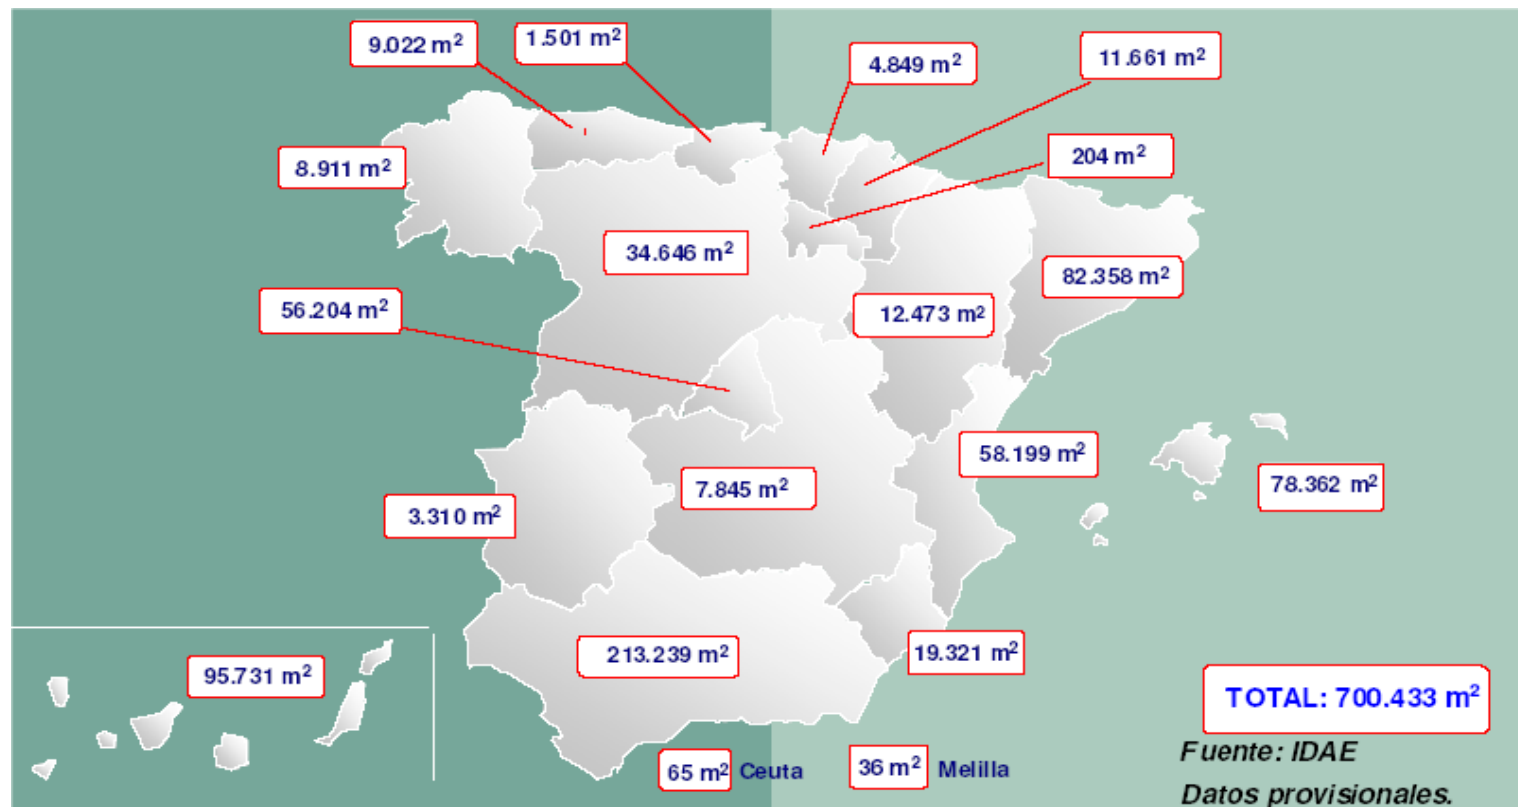 9.022 m²
1.501 m²
4.849 m²
11.661 m²
8.911 m²
204 m²
34.646 m²
82.358 m²
56.204 m²
12.473 m²
58.199 m²
78.362 m²
7.845 m²
3.310 m²
213.239 m²
19.321 m²
95.731 m²
TOTAL: 700.433 m²
65 m² Ceuta
36 m² Melilla
Fuente: IDAE
Datos provisionales.